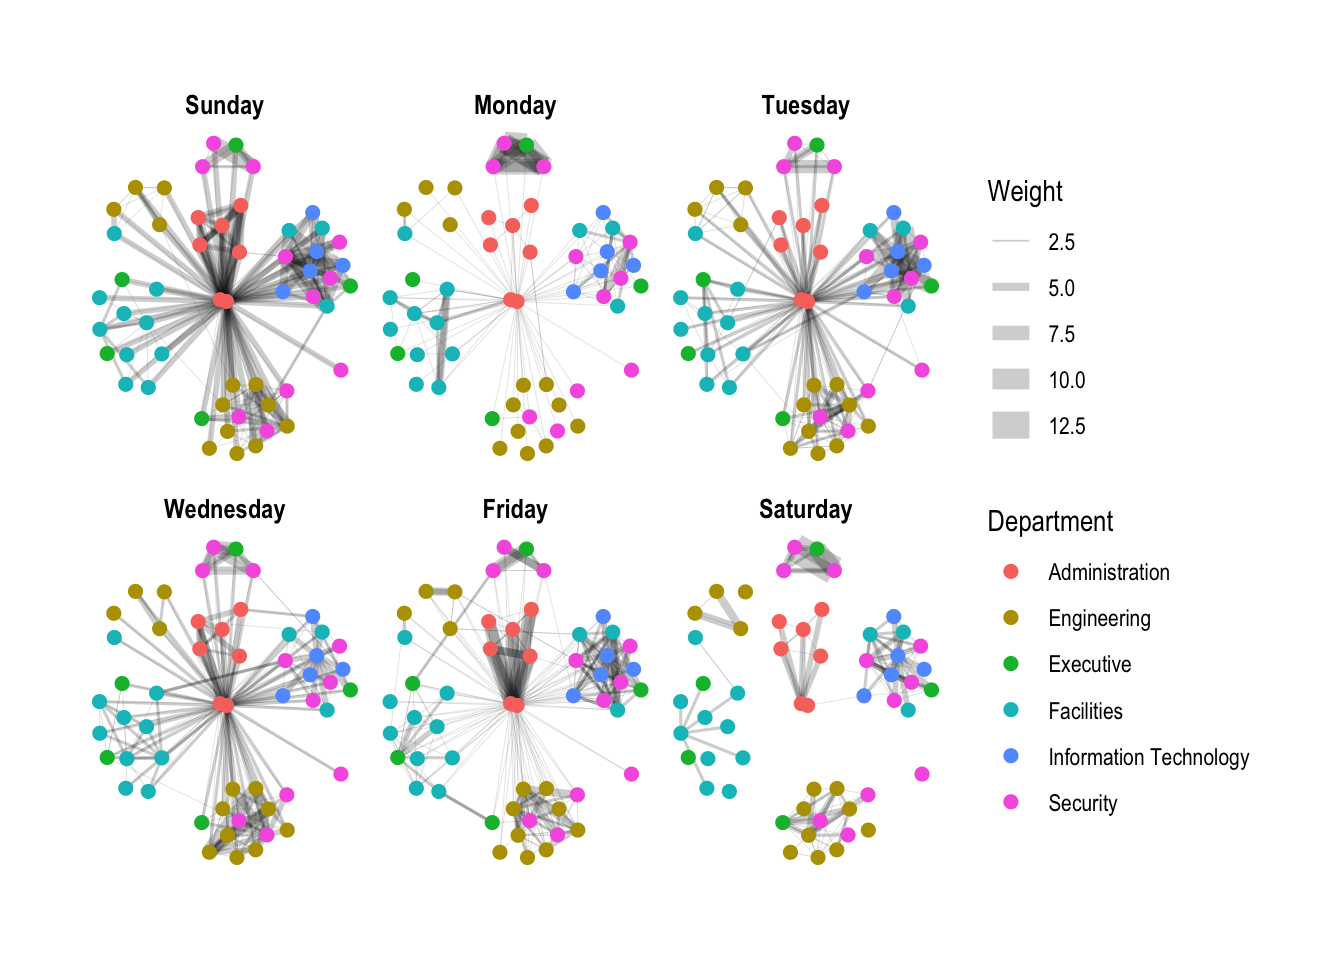 Sunday
Monday
Tuesday
Weight
2.5
5.0
7.5
10.0
12.5
Wednesday
Friday
Saturday
Department
Administration
Engineering
Executive
Facilities
Information Technology
Security